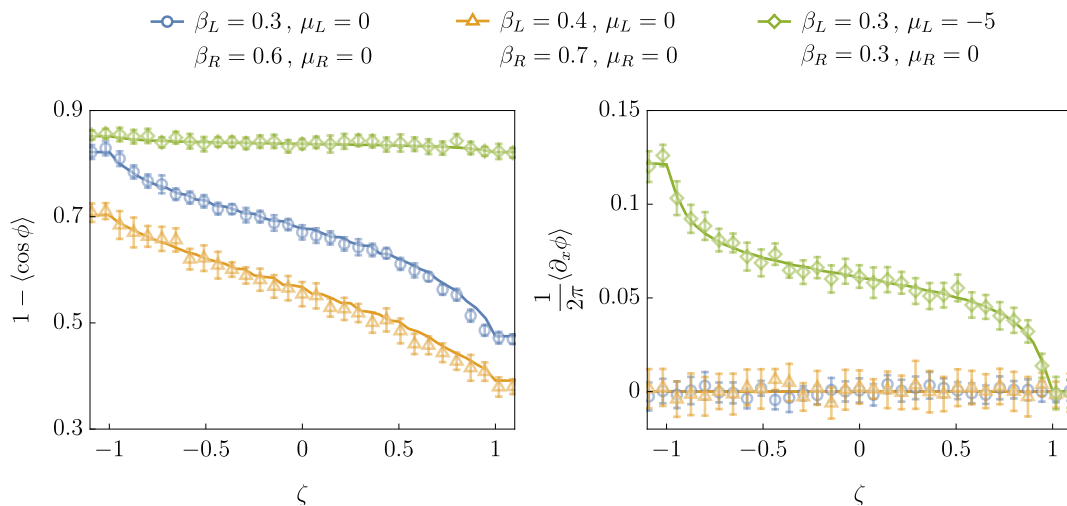 β_L = 0.3 , μ_L = 0
β_R = 0.6 , μ_R = 0
β_L = 0.4 , μ_L = 0
β_R = 0.7 , μ_R = 0
β_L = 0.3 , μ_L = −5
β_R = 0.3 , μ_R = 0
1 − ⟨cos ϕ⟩
0.9
0.7
0.5
0.3
−1
−0.5
0
0.5
1
ζ
1/2π ⟨∂_x ϕ⟩
0.15
0.1
0.05
0
−1
−0.5
0
0.5
1
ζ